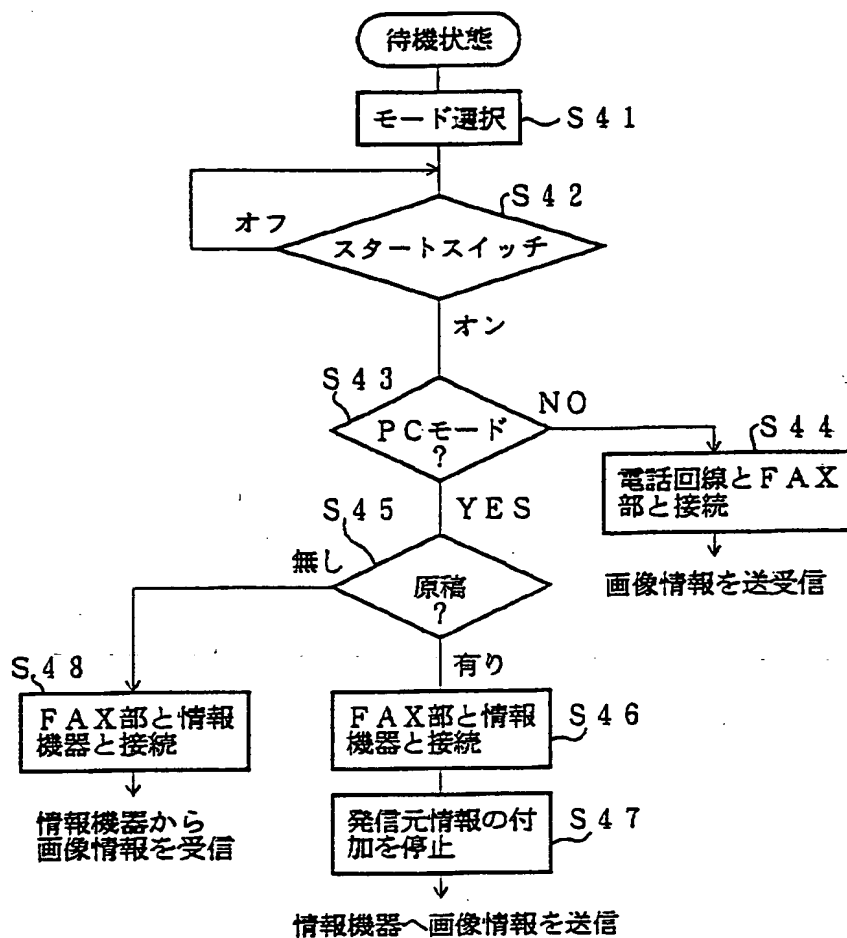 待機状態
モード選択
S41
S42
オフ
スタートスイッチ
オン
S43
NO
PCモード
?
S44
電話回線とFAX
部と接続
画像情報を送受信
YES
S45
無し
原稿
?
有り
S48
FAX部と情報
機器と接続
情報機器から
画像情報を受信
FAX部と情報
機器と接続
S46
発信元情報の付
加を停止
S47
情報機器へ画像情報を送信